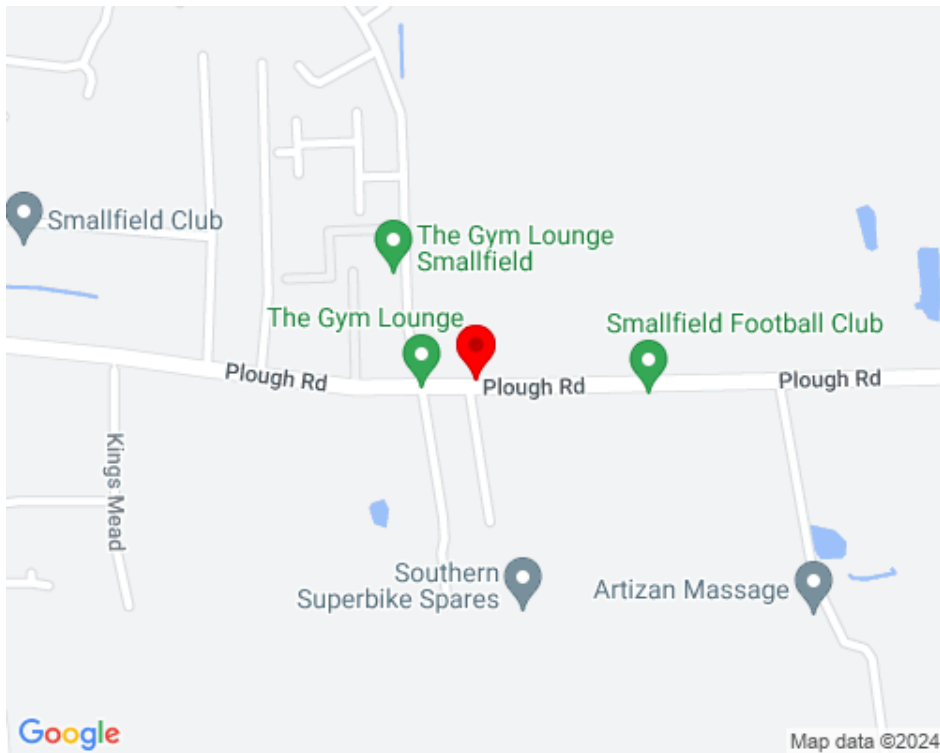 Smallfield Club
The Gym Lounge
Smallfield
The Gym Lounge
Smallfield Football Club
Plough Rd
Plough Rd
Plough Rd
Kings Mead
Southern
Superbike Spares
Artizan Massage
Google
Map data ©2024